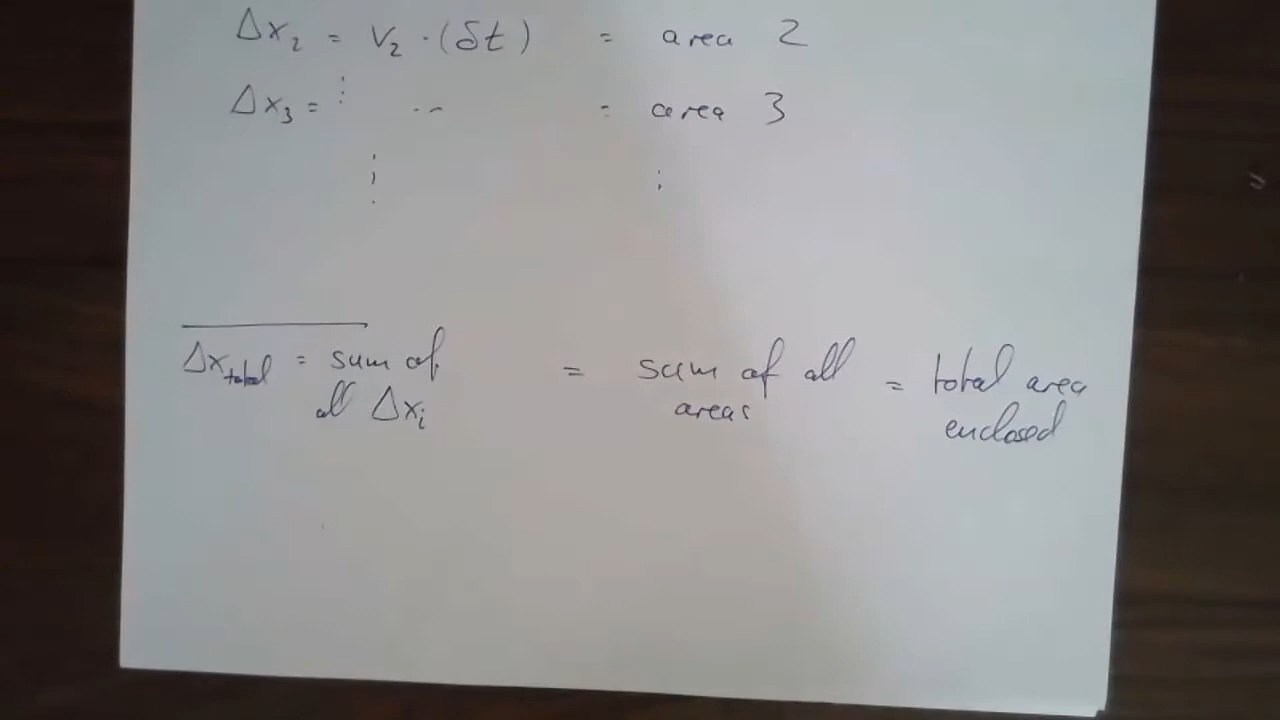 Δx₂ = V₂ · (δt) = area 2
Δx₃ = ⋮ ·· = area 3
⋮ ⋮
Δx_total = sum of = sum of all = total area
all Δxᵢ areas enclosed